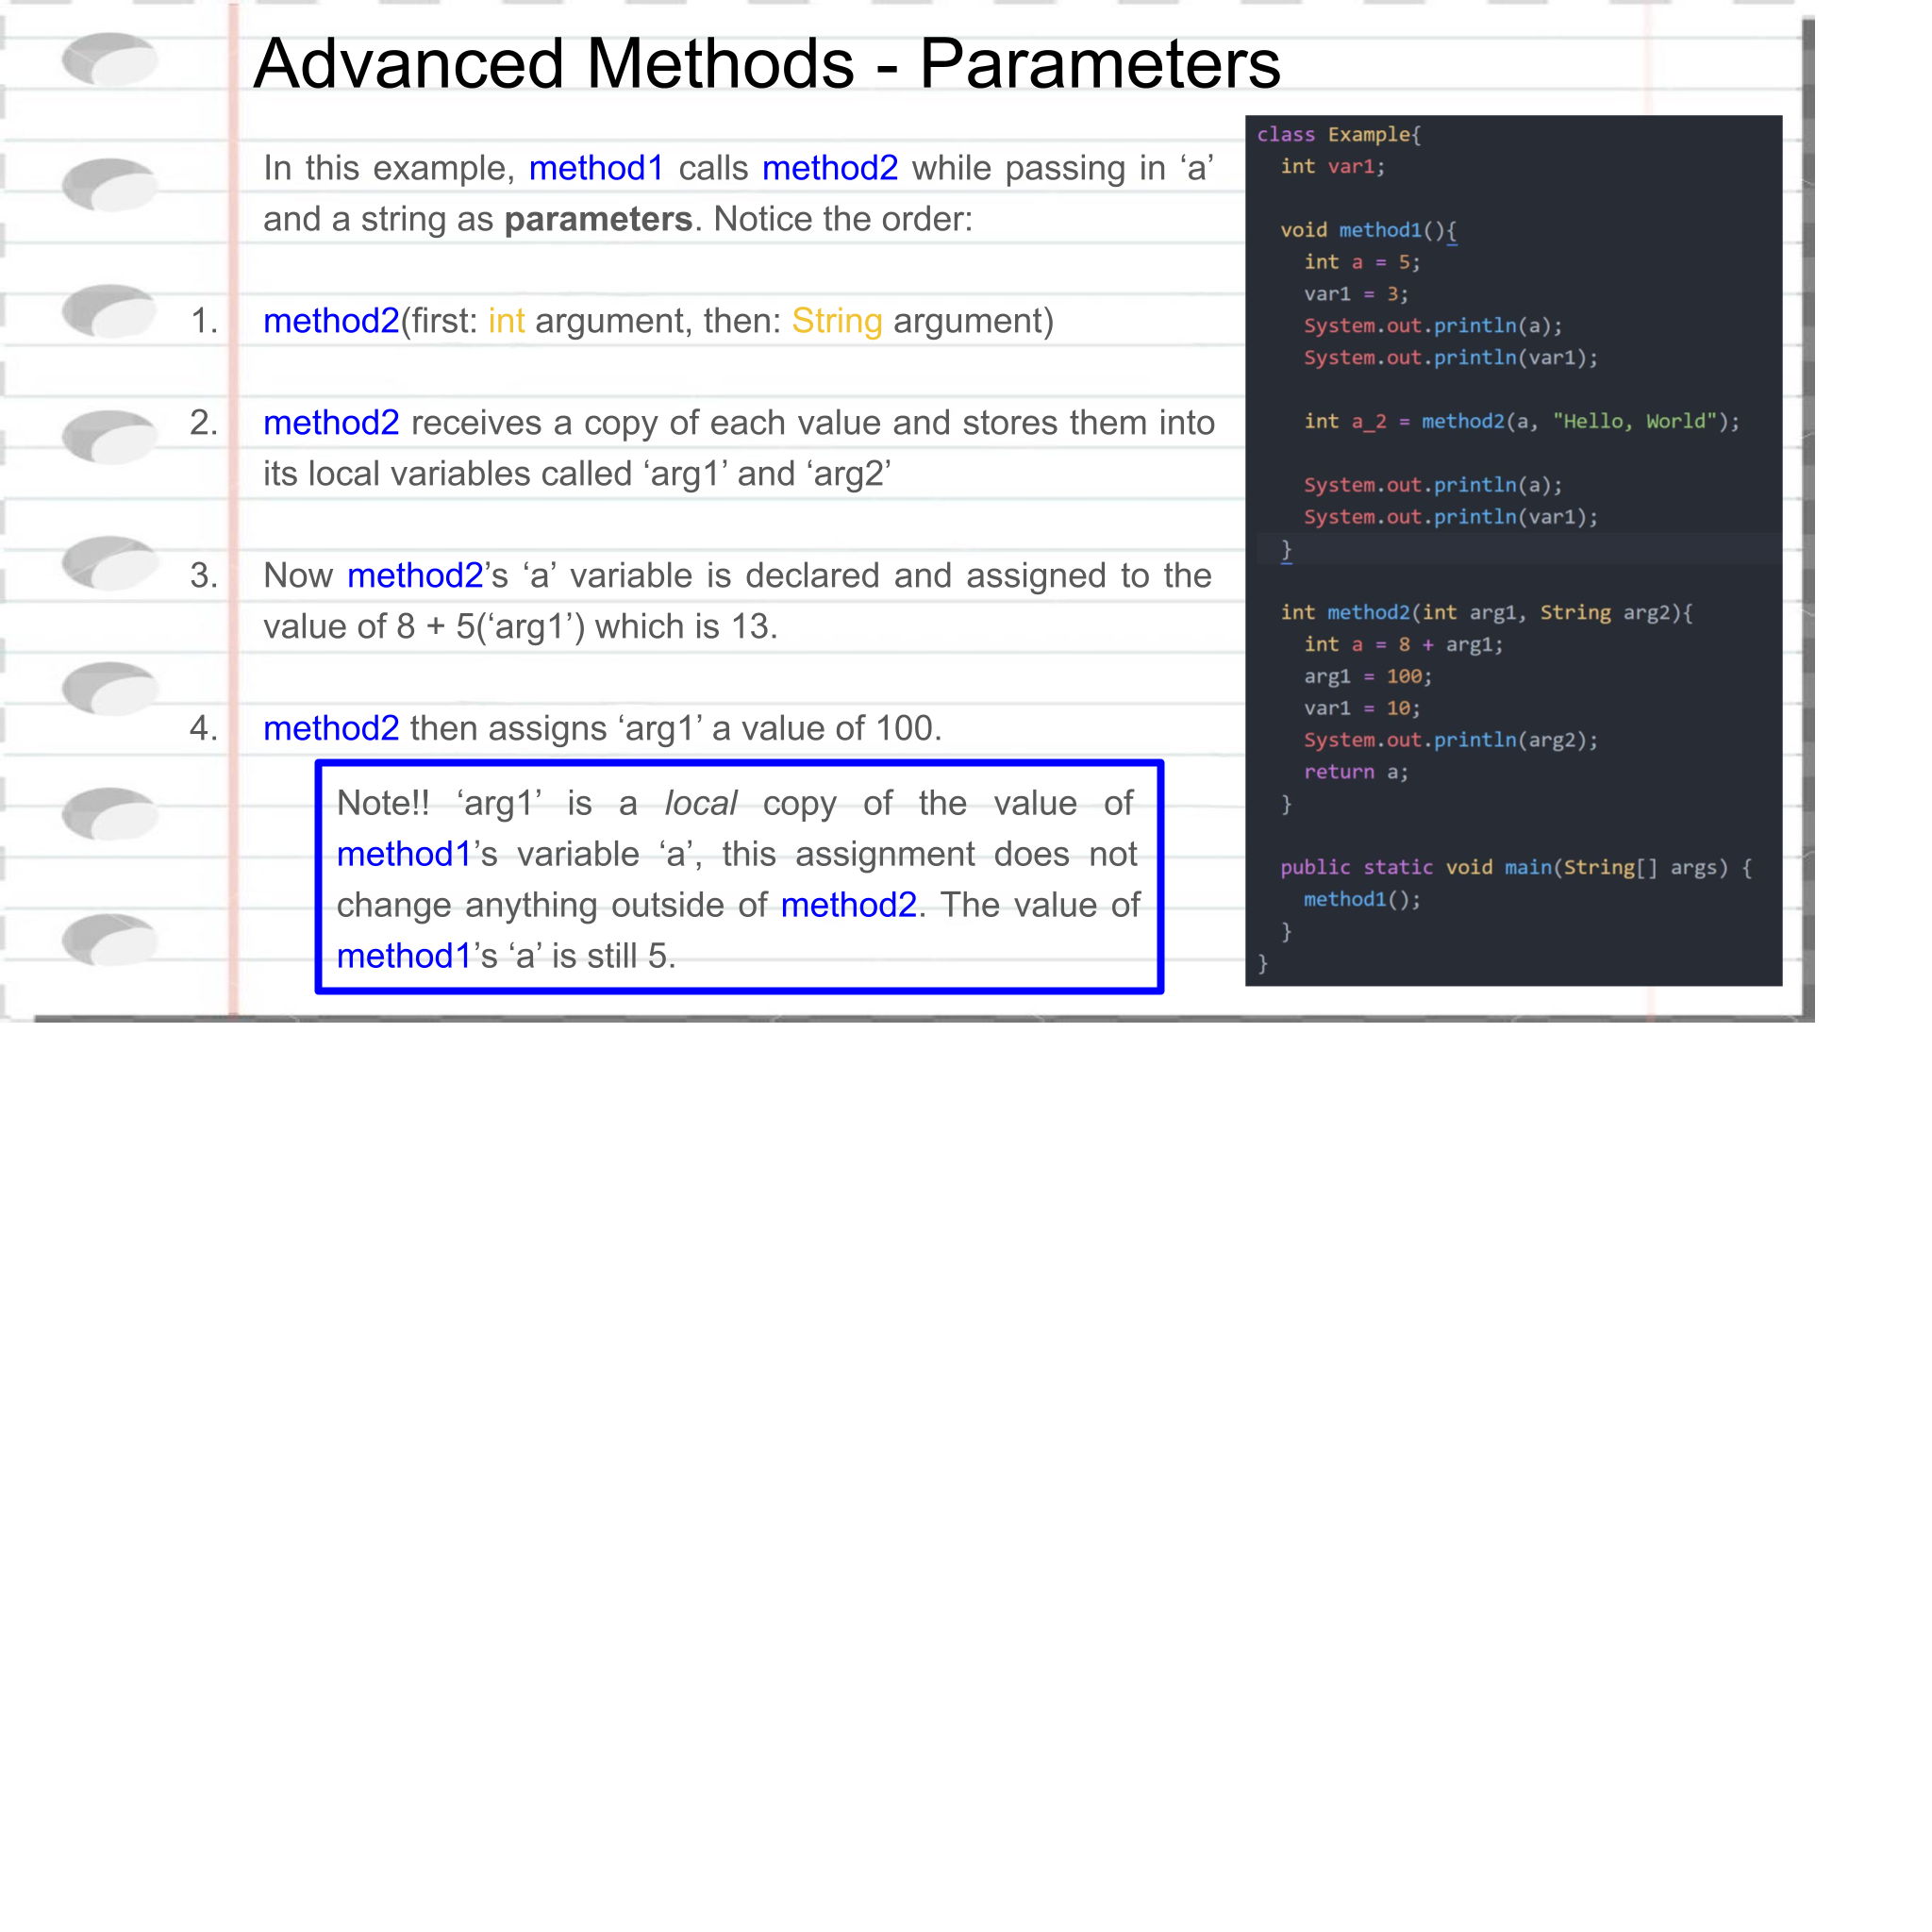 Advanced Methods - Parameters
In this example, method1 calls method2 while passing in ‘a’
and a string as parameters. Notice the order:
1. method2(first: int argument, then: String argument)
2. method2 receives a copy of each value and stores them into
its local variables called ‘arg1’ and ‘arg2’
3. Now method2’s ‘a’ variable is declared and assigned to the
value of 8 + 5(‘arg1’) which is 13.
4. method2 then assigns ‘arg1’ a value of 100.
Note!! ‘arg1’ is a local copy of the value of
method1’s variable ‘a’, this assignment does not
change anything outside of method2. The value of
method1’s ‘a’ is still 5.
class Example{
int var1;
void method1(){
int a = 5;
var1 = 3;
System.out.println(a);
System.out.println(var1);
int a_2 = method2(a, "Hello, World");
System.out.println(a);
System.out.println(var1);
}
int method2(int arg1, String arg2){
int a = 8 + arg1;
arg1 = 100;
var1 = 10;
System.out.println(arg2);
return a;
}
public static void main(String[] args) {
method1();
}
}